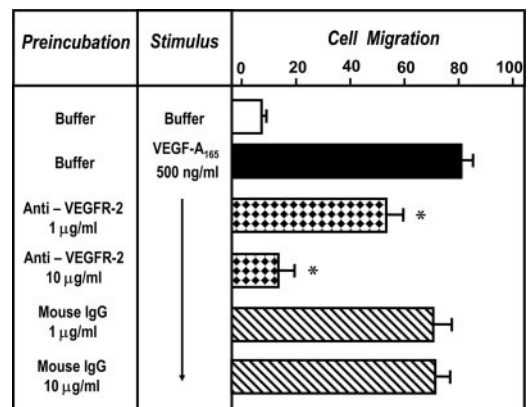 Preincubation Stimulus Cell Migration
0 20 40 60 80 100
Buffer Buffer
Buffer VEGF-A165
500 ng/ml
Anti – VEGFR-2
1 μg/ml *
Anti – VEGFR-2
10 μg/ml *
Mouse IgG
1 μg/ml
Mouse IgG
10 μg/ml